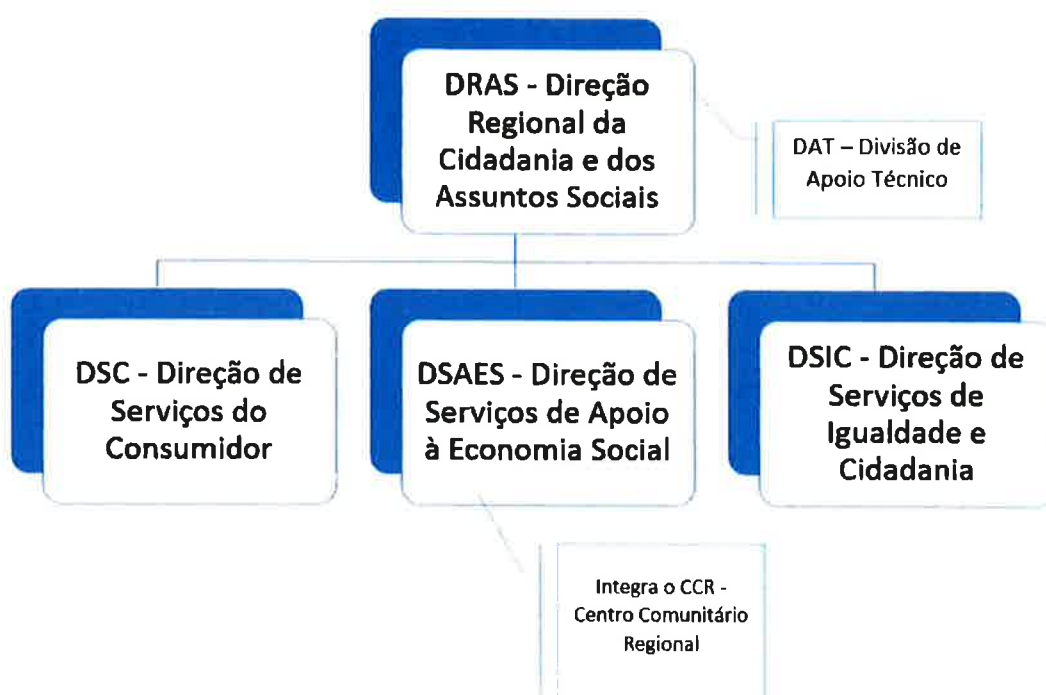 DRAS - Direção
Regional da
Cidadania e dos
Assuntos Sociais
DAT – Divisão de
Apoio Técnico
DSC - Direção de
Serviços do
Consumidor
DSAES - Direção de
Serviços de Apoio
à Economia Social
DSIC - Direção de
Serviços de
Igualdade e
Cidadania
Integra o CCR -
Centro Comunitário
Regional